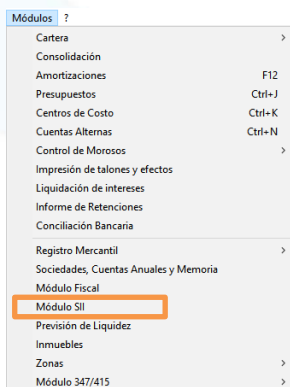 Módulos ?
Cartera >
Consolidación
Amortizaciones F12
Presupuestos Ctrl+J
Centros de Costo Ctrl+K
Cuentas Alternas Ctrl+N
Control de Morosos >
Impresión de talones y efectos
Liquidación de intereses
Informe de Retenciones
Conciliación Bancaria
Registro Mercantil >
Sociedades, Cuentas Anuales y Memoria
Módulo Fiscal
Módulo SII
Previsión de Liquidez
Inmuebles
Zonas >
Módulo 347/415 >